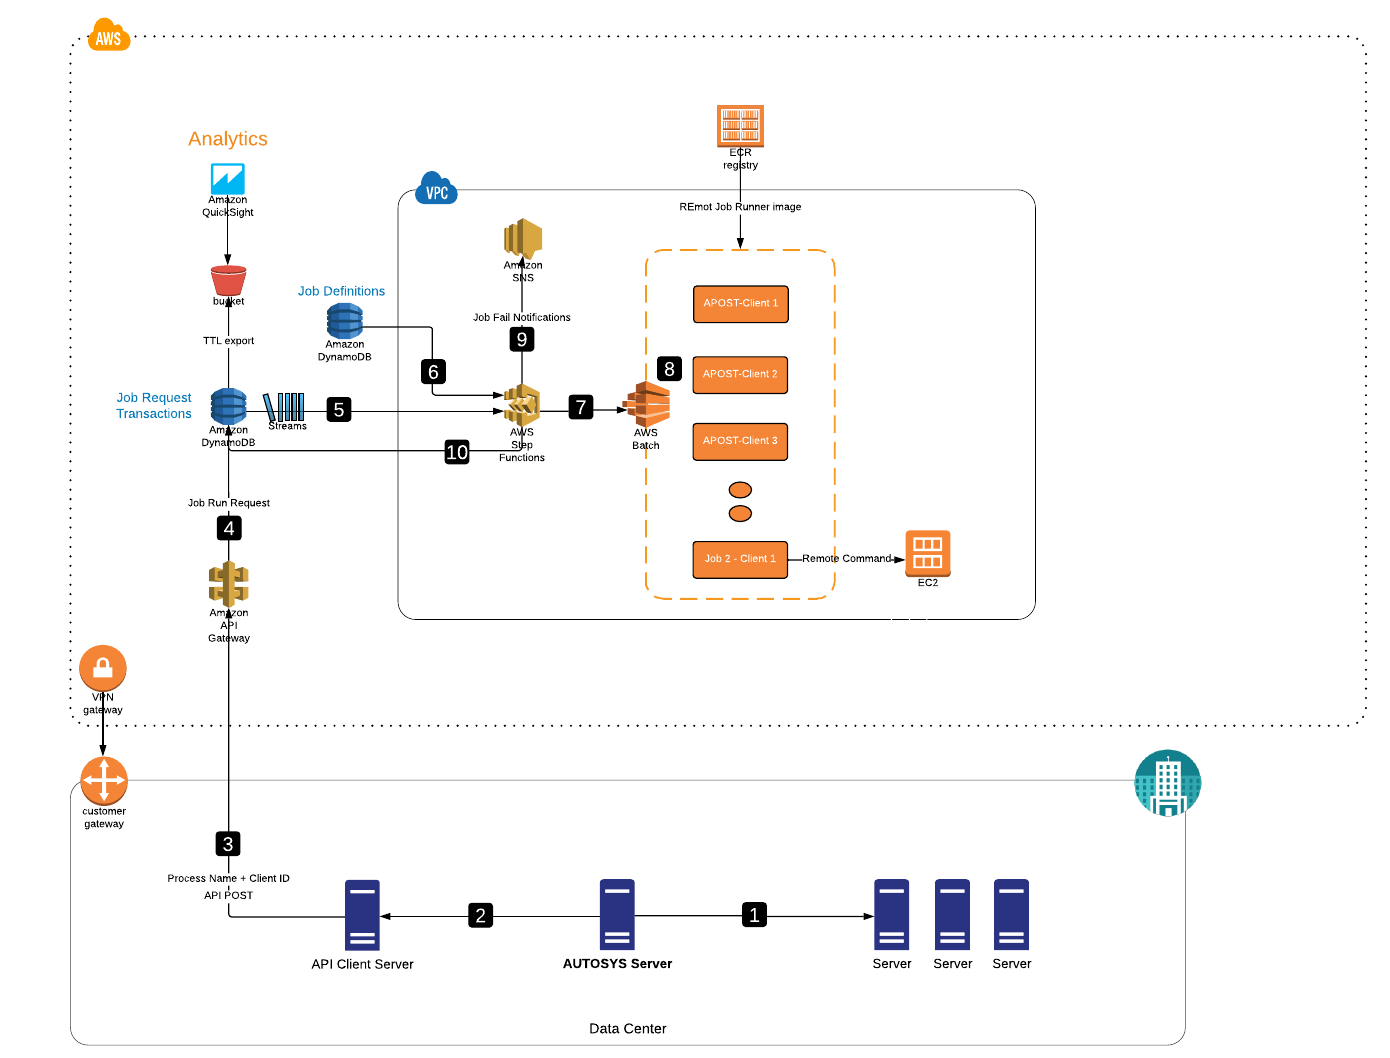 AWS
Analytics
Amazon
QuickSight
bucket
TTL export
Job Request
Transactions
Amazon
DynamoDB
Streams
Job Definitions
Amazon
DynamoDB
VPC
Amazon
SNS
Job Fail Notifications
9
6
5
10
AWS
Step
Functions
7
8
AWS
Batch
ECR
registry
REmot Job Runner image
APOST-Client 1
APOST-Client 2
APOST-Client 3
Job 2 - Client 1
Remote Command
EC2
Job Run Request
4
Amazon
API
Gateway
VPN
gateway
customer
gateway
3
Process Name + Client ID
API POST
2
1
API Client Server
AUTOSYS Server
Server
Server
Server
Data Center